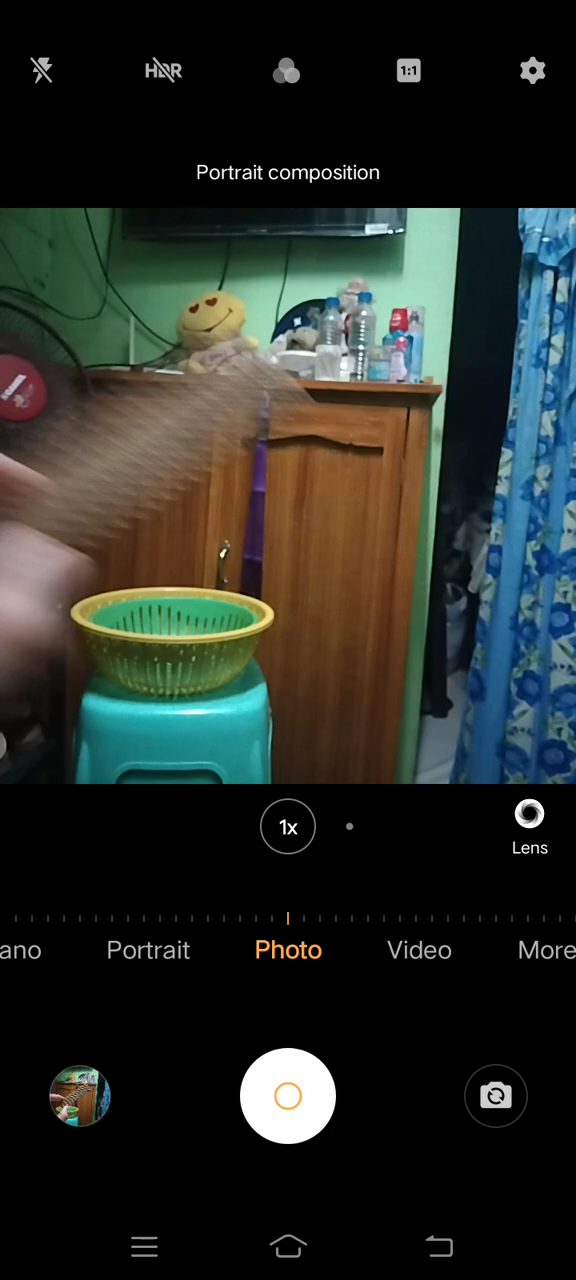 HDR
1:1
Portrait composition
1x
Lens
ano
Portrait
Photo
Video
More